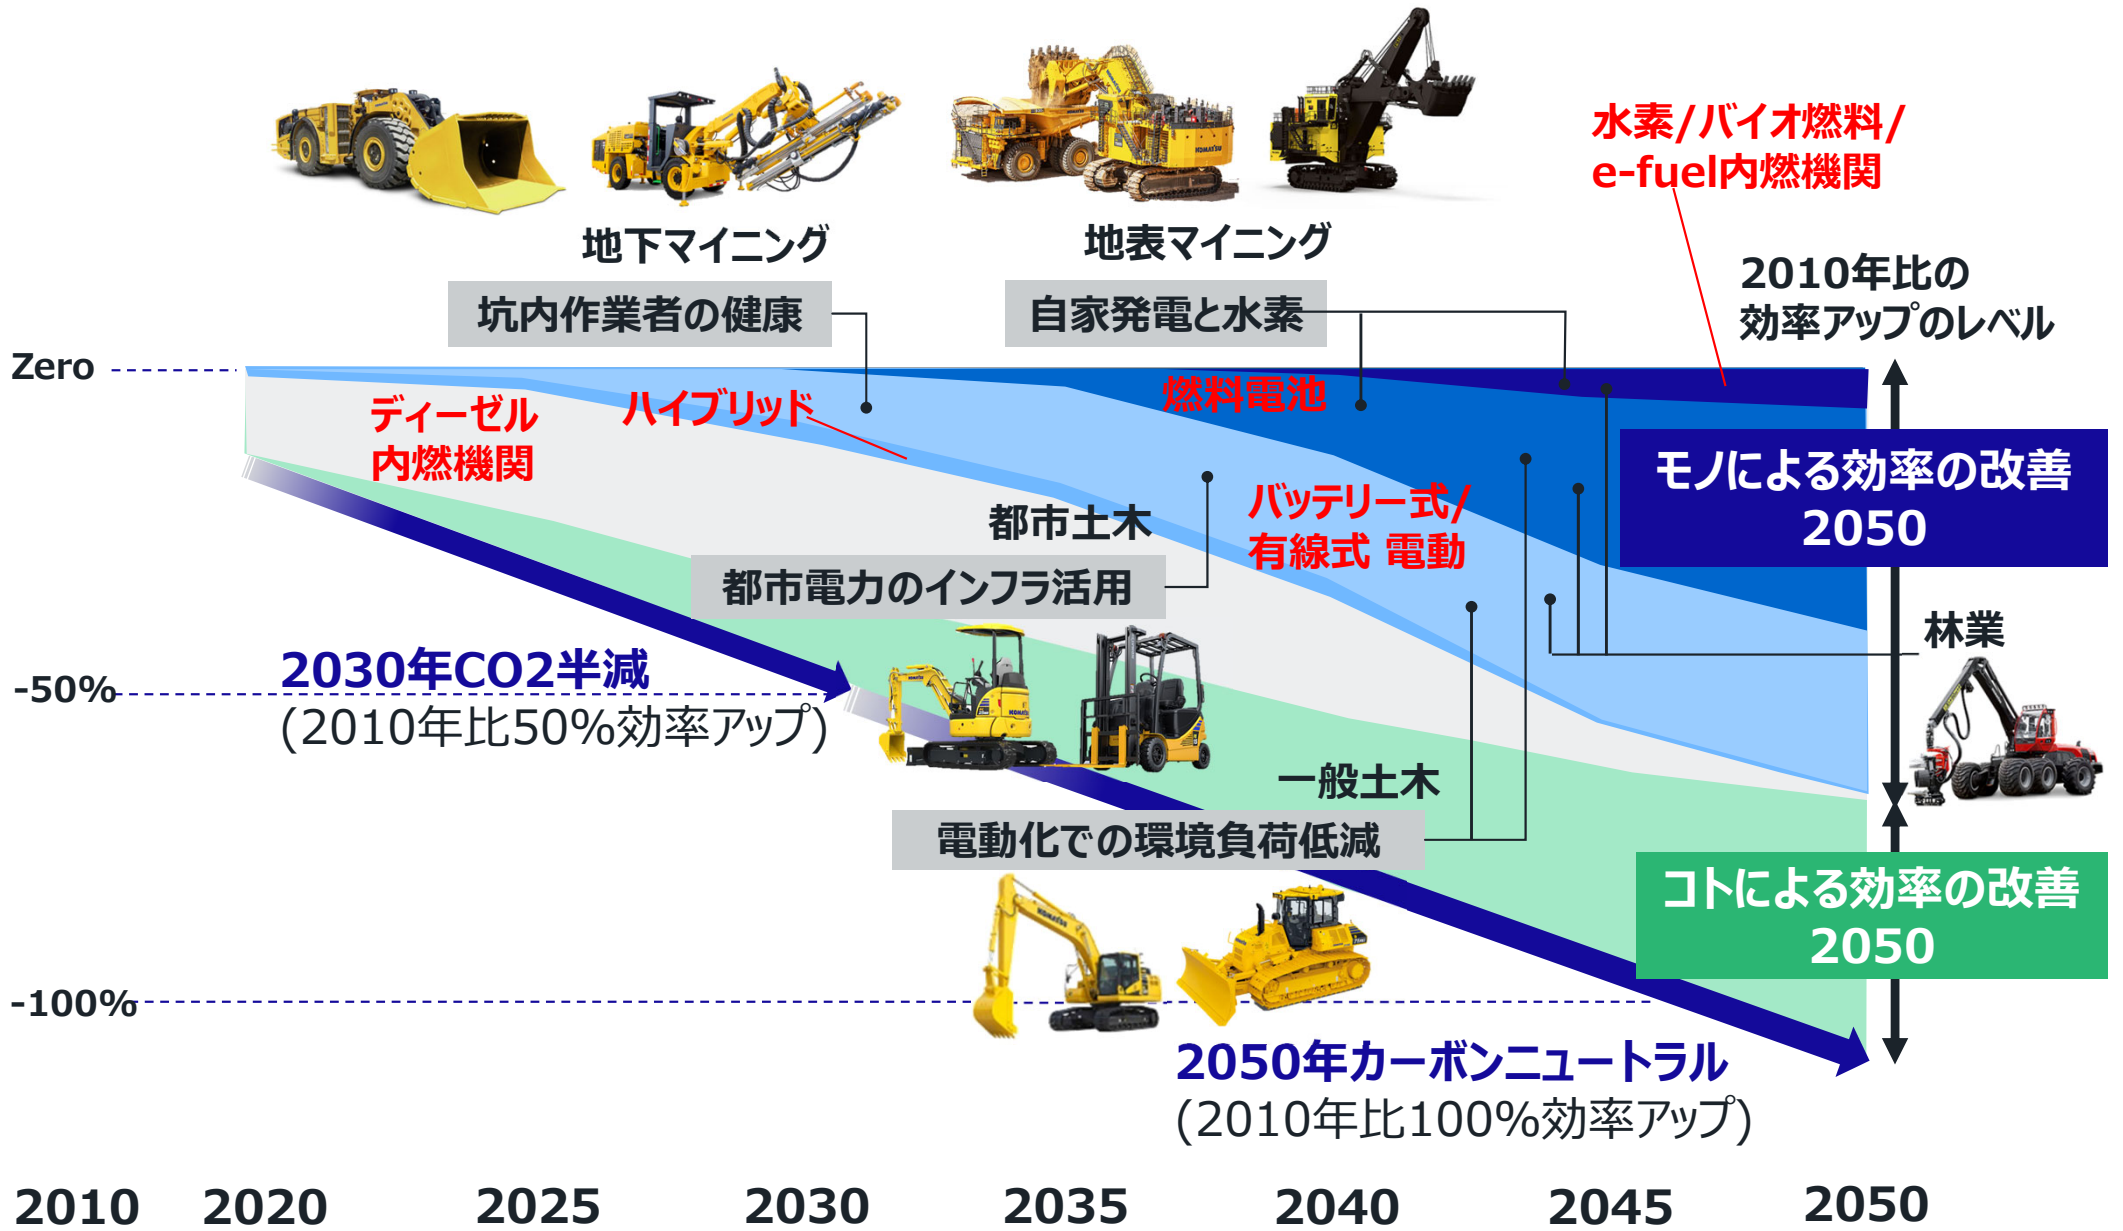 水素/バイオ燃料/
e-fuel内燃機関
地下マイニング
地表マイニング
坑内作業者の健康
自家発電と水素
2010年比の
効率アップのレベル
Zero
ディーゼル
内燃機関
ハイブリッド
燃料電池
モノによる効率の改善
2050
バッテリー式/
有線式 電動
都市土木
都市電力のインフラ活用
林業
2030年CO2半減
-50%
(2010年比50%効率アップ)
一般土木
電動化での環境負荷低減
コトによる効率の改善
2050
-100%
2050年カーボンニュートラル
(2010年比100%効率アップ)
2010 2020 2025 2030 2035 2040 2045 2050
KOMATSU
KOMATSU
KOMATSU